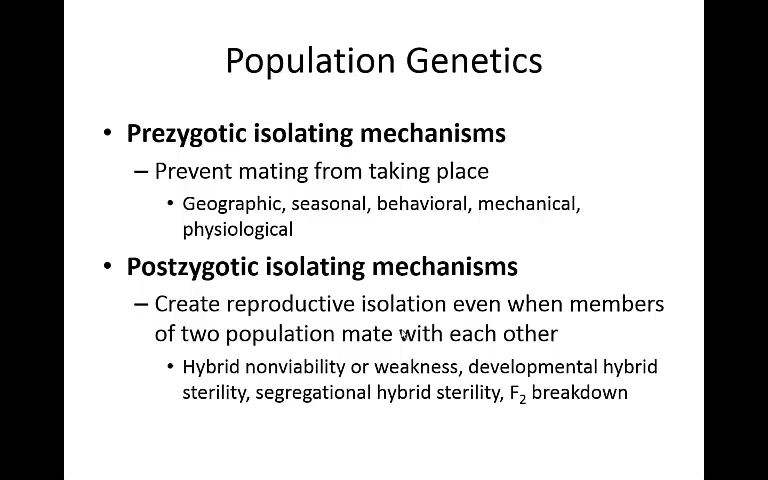 Population Genetics
• Prezygotic isolating mechanisms
– Prevent mating from taking place
• Geographic, seasonal, behavioral, mechanical,
physiological
• Postzygotic isolating mechanisms
– Create reproductive isolation even when members
of two population mate with each other
• Hybrid nonviability or weakness, developmental hybrid
sterility, segregational hybrid sterility, F₂ breakdown